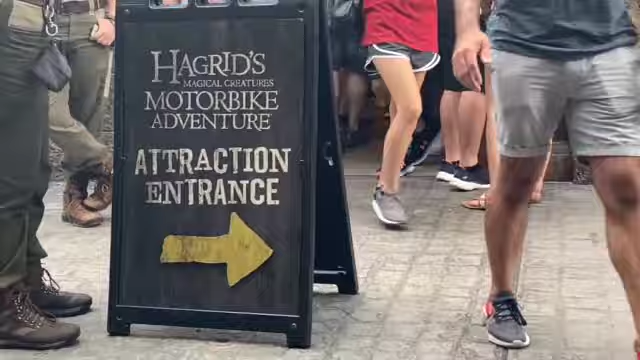 HAGRID'S
MAGICAL CREATURES
MOTORBIKE
ADVENTURE
ATTRACTION
ENTRANCE